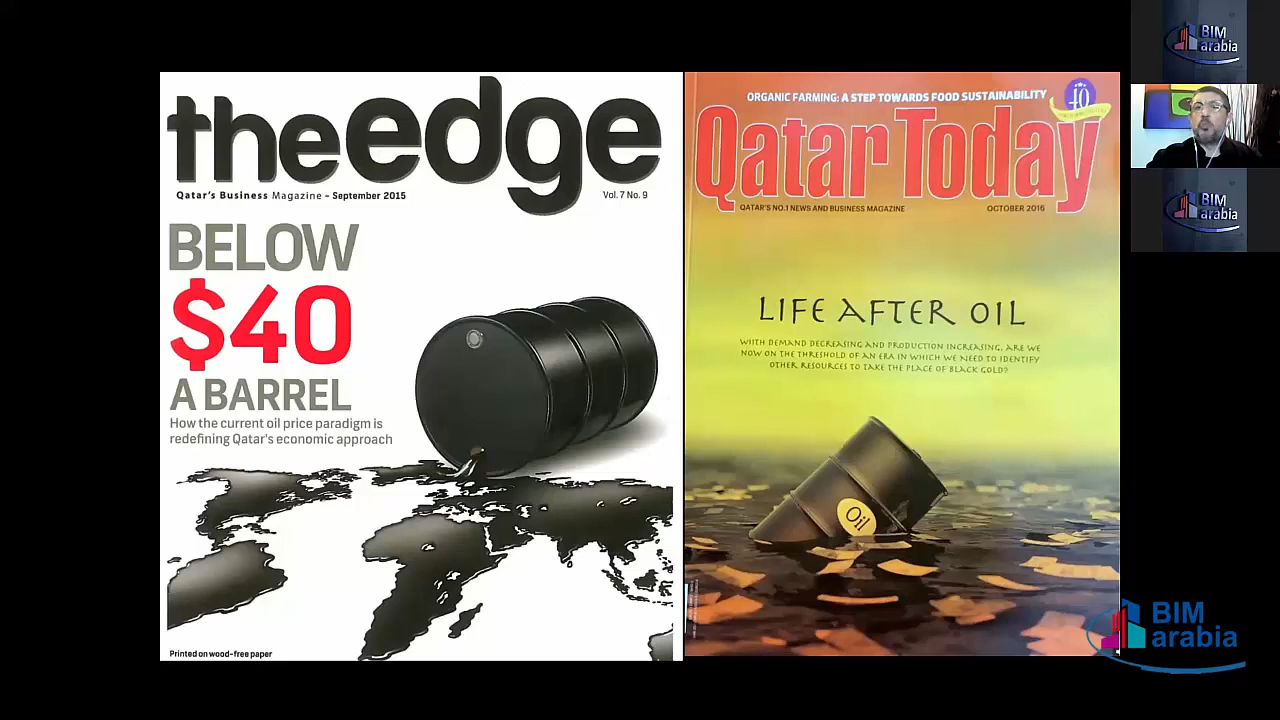 theedge
Qatar's Business Magazine – September 2015
Vol. 7 No. 9
BELOW
$40
A BARREL
How the current oil price paradigm is
redefining Qatar's economic approach
Printed on wood-free paper
ORGANIC FARMING: A STEP TOWARDS FOOD SUSTAINABILITY
40
Qatar Today
QATAR'S NO.1 NEWS AND BUSINESS MAGAZINE
OCTOBER 2016
LIFE AFTER OIL
WITH DEMAND DECREASING AND PRODUCTION INCREASING, ARE WE
NOW ON THE THRESHOLD OF AN ERA IN WHICH WE NEED TO IDENTIFY
OTHER RESOURCES TO TAKE THE PLACE OF BLACK GOLD?
Oil
BIM
arabia
BIM
arabia
BIM
arabia